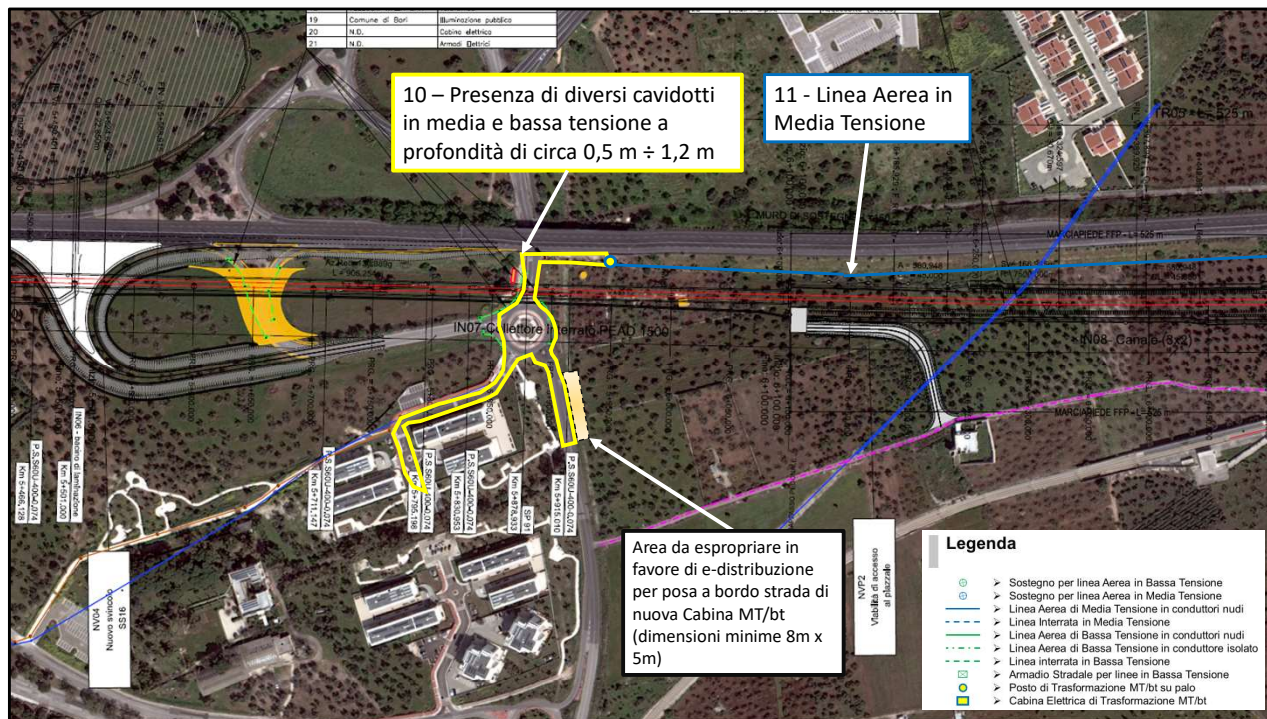 19 Comune di Bari Illuminazione pubblica
20 N.D. Cabina elettrica
21 N.D. Armadi Elettrici
10 – Presenza di diversi cavidotti
in media e bassa tensione a
profondità di circa 0,5 m ÷ 1,2 m
11 - Linea Aerea in
Media Tensione
TR05 - L= 525 m
MURO DI SOSTEGNO
MARCIAPIEDE FFP - L= 525 m
IN07-Collettore Interrato PEAD 1500
IN08- Canale (3x2)
MARCIAPIEDE FFP - L= 525 m
IN06 - bacino di laminazione
Km 5+501,000
P.S.S60U-400-0,074
Km 5+466,128
P.S.S60U-400-0,074
Km 5+711,147
P.S.S60U-400-0,074
Km 5+795,198
P.S.S60U-400-0,074
Km 5+830,953
SP 91
Km 5+878,933
P.S.S60U-400-0,074
Km 5+915,010
NV04
Nuovo svincolo
SS16
NVP2
Viabilità di accesso
al piazzale
Area da espropriare in
favore di e-distribuzione
per posa a bordo strada di
nuova Cabina MT/bt
(dimensioni minime 8m x
5m)
Legenda
➢ Sostegno per linea Aerea in Bassa Tensione
➢ Sostegno per linea Aerea in Media Tensione
➢ Linea Aerea di Media Tensione in conduttori nudi
➢ Linea Interrata in Media Tensione
➢ Linea Aerea di Bassa Tensione in conduttori nudi
➢ Linea Aerea di Bassa Tensione in conduttore isolato
➢ Linea interrata in Bassa Tensione
➢ Armadio Stradale per linee in Bassa Tensione
➢ Posto di Trasformazione MT/bt su palo
➢ Cabina Elettrica di Trasformazione MT/bt